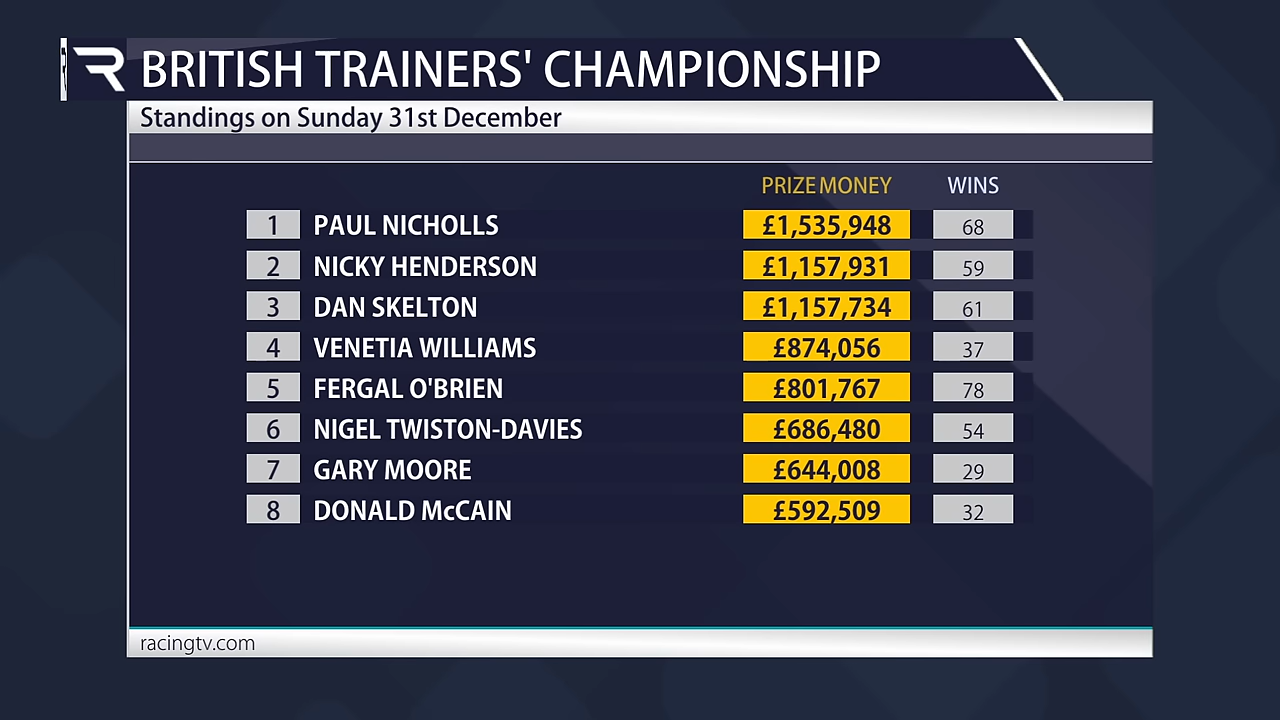 BRITISH TRAINERS' CHAMPIONSHIP
Standings on Sunday 31st December
PRIZE MONEY WINS
1 PAUL NICHOLLS £1,535,948 68
2 NICKY HENDERSON £1,157,931 59
3 DAN SKELTON £1,157,734 61
4 VENETIA WILLIAMS £874,056 37
5 FERGAL O'BRIEN £801,767 78
6 NIGEL TWISTON-DAVIES £686,480 54
7 GARY MOORE £644,008 29
8 DONALD McCAIN £592,509 32
racingtv.com